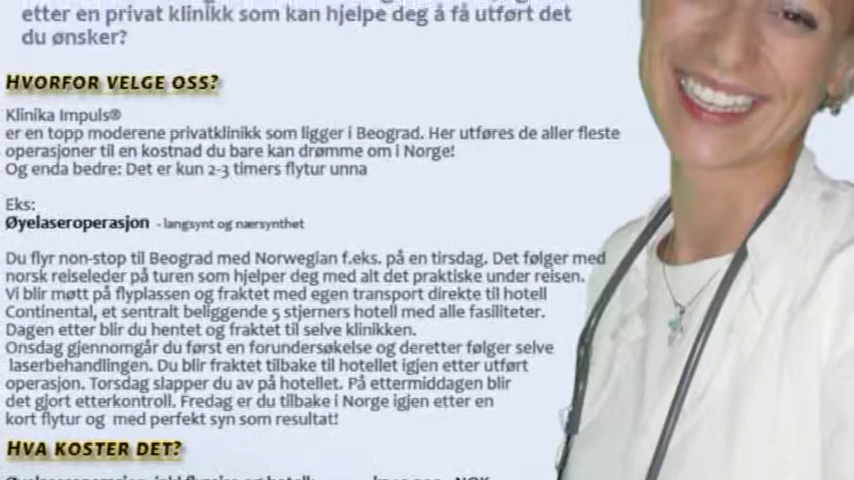 etter en privat klinikk som kan hjelpe deg å få utført det
du ønsker?
HVORFOR VELGE OSS?
Klinika Impuls®
er en topp moderene privatklinikk som ligger i Beograd. Her utføres de aller fleste
operasjoner til en kostnad du bare kan drømme om i Norge!
Og enda bedre: Det er kun 2-3 timers flytur unna
Eks:
Øyelaseroperasjon - langsynt og nærsynthet
Du flyr non-stop til Beograd med Norwegian f.eks. på en tirsdag. Det følger med
norsk reiseleder på turen som hjelper deg med alt det praktiske under reisen.
Vi blir møtt på flyplassen og fraktet med egen transport direkte til hotell
Continental, et sentralt beliggende 5 stjerners hotell med alle fasiliteter.
Dagen etter blir du hentet og fraktet til selve klinikken.
Onsdag gjennomgår du først en forundersøkelse og deretter følger selve
laserbehandlingen. Du blir fraktet tilbake til hotellet igjen etter utført
operasjon. Torsdag slapper du av på hotellet. På ettermiddagen blir
det gjort etterkontroll. Fredag er du tilbake i Norge igjen etter en
kort flytur og med perfekt syn som resultat!
HVA KOSTER DET?